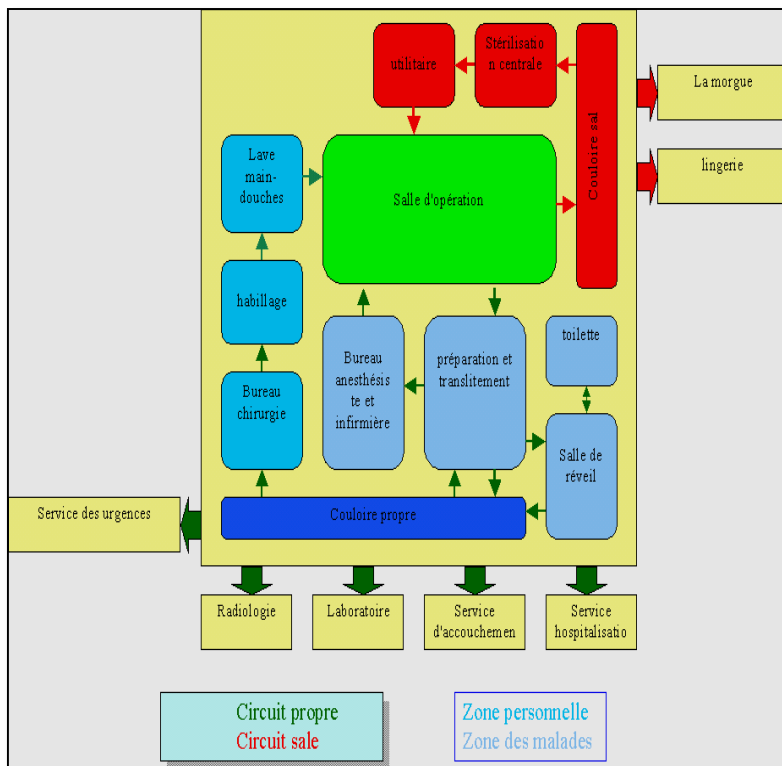 utilitaire
Stérilisatio
n centrale
Couloire sal
La morgue
lingerie
Lave
main-
douches
Salle d'opération
habillage
Bureau
chirurgie
Bureau
anesthésis
te et
infirmière
préparation et
translitement
toilette
Salle de
réveil
Couloire propre
Service des urgences
Radiologie
Laboratoire
Service
d'accouchemen
Service
hospitalisatio
Circuit propre
Circuit sale
Zone personnelle
Zone des malades